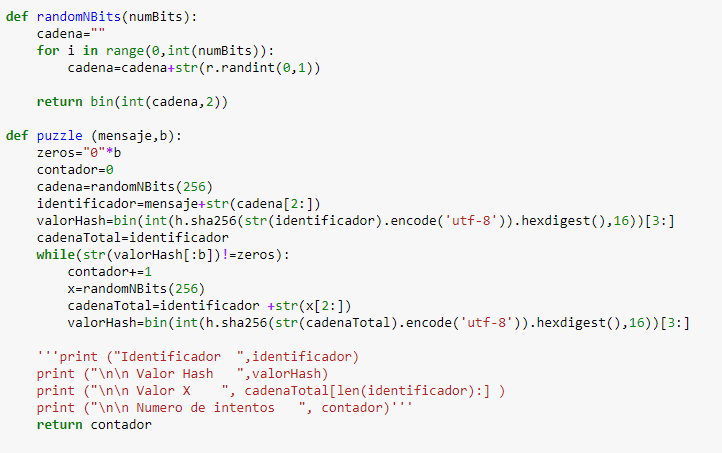 def randomNBits(numBits):
    cadena=""
    for i in range(0,int(numBits)):
        cadena=cadena+str(r.randint(0,1))
    return bin(int(cadena,2))
def puzzle (mensaje,b):
    zeros="0"*b
    contador=0
    cadena=randomNBits(256)
    identificador=mensaje+str(cadena[2:])
    valorHash=bin(int(h.sha256(str(identificador).encode('utf-8')).hexdigest(),16))[3:]
    cadenaTotal=identificador
    while(str(valorHash[:b])!=zeros):
        contador+=1
        x=randomNBits(256)
        cadenaTotal=identificador +str(x[2:])
        valorHash=bin(int(h.sha256(str(cadenaTotal).encode('utf-8')).hexdigest(),16))[3:]
    '''print ("Identificador  ",identificador)
    print ("\n\n Valor Hash   ",valorHash)
    print ("\n\n Valor X    ", cadenaTotal[len(identificador):] )
    print ("\n\n Numero de intentos   ", contador)'''
    return contador